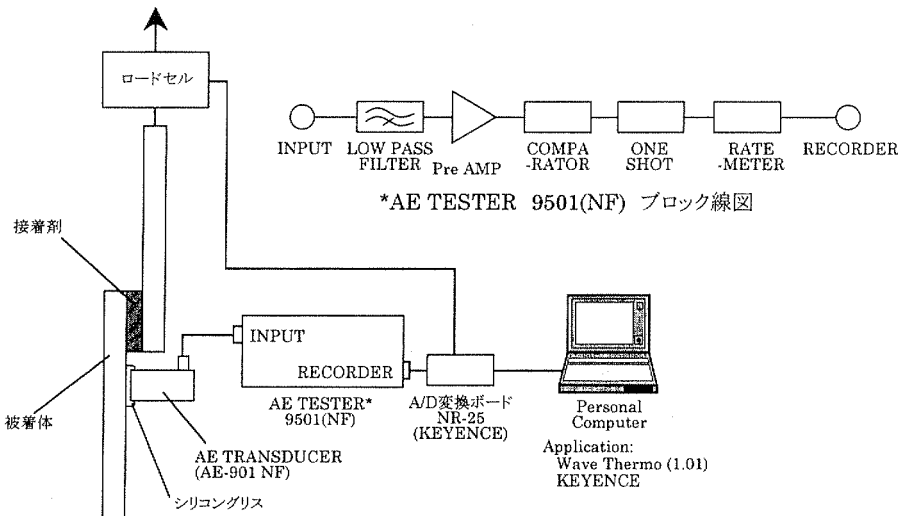 ロードセル
INPUT
LOW PASS
FILTER
Pre AMP
COMPA
-RATOR
ONE
SHOT
RATE
-METER
RECORDER
*AE TESTER 9501(NF) ブロック線図
接着剤
被着体
INPUT
RECORDER
AE TESTER*
9501(NF)
A/D変換ボード
NR-25
(KEYENCE)
Personal
Computer
Application:
Wave Thermo (1.01)
KEYENCE
AE TRANSDUCER
(AE-901 NF)
シリコングリス